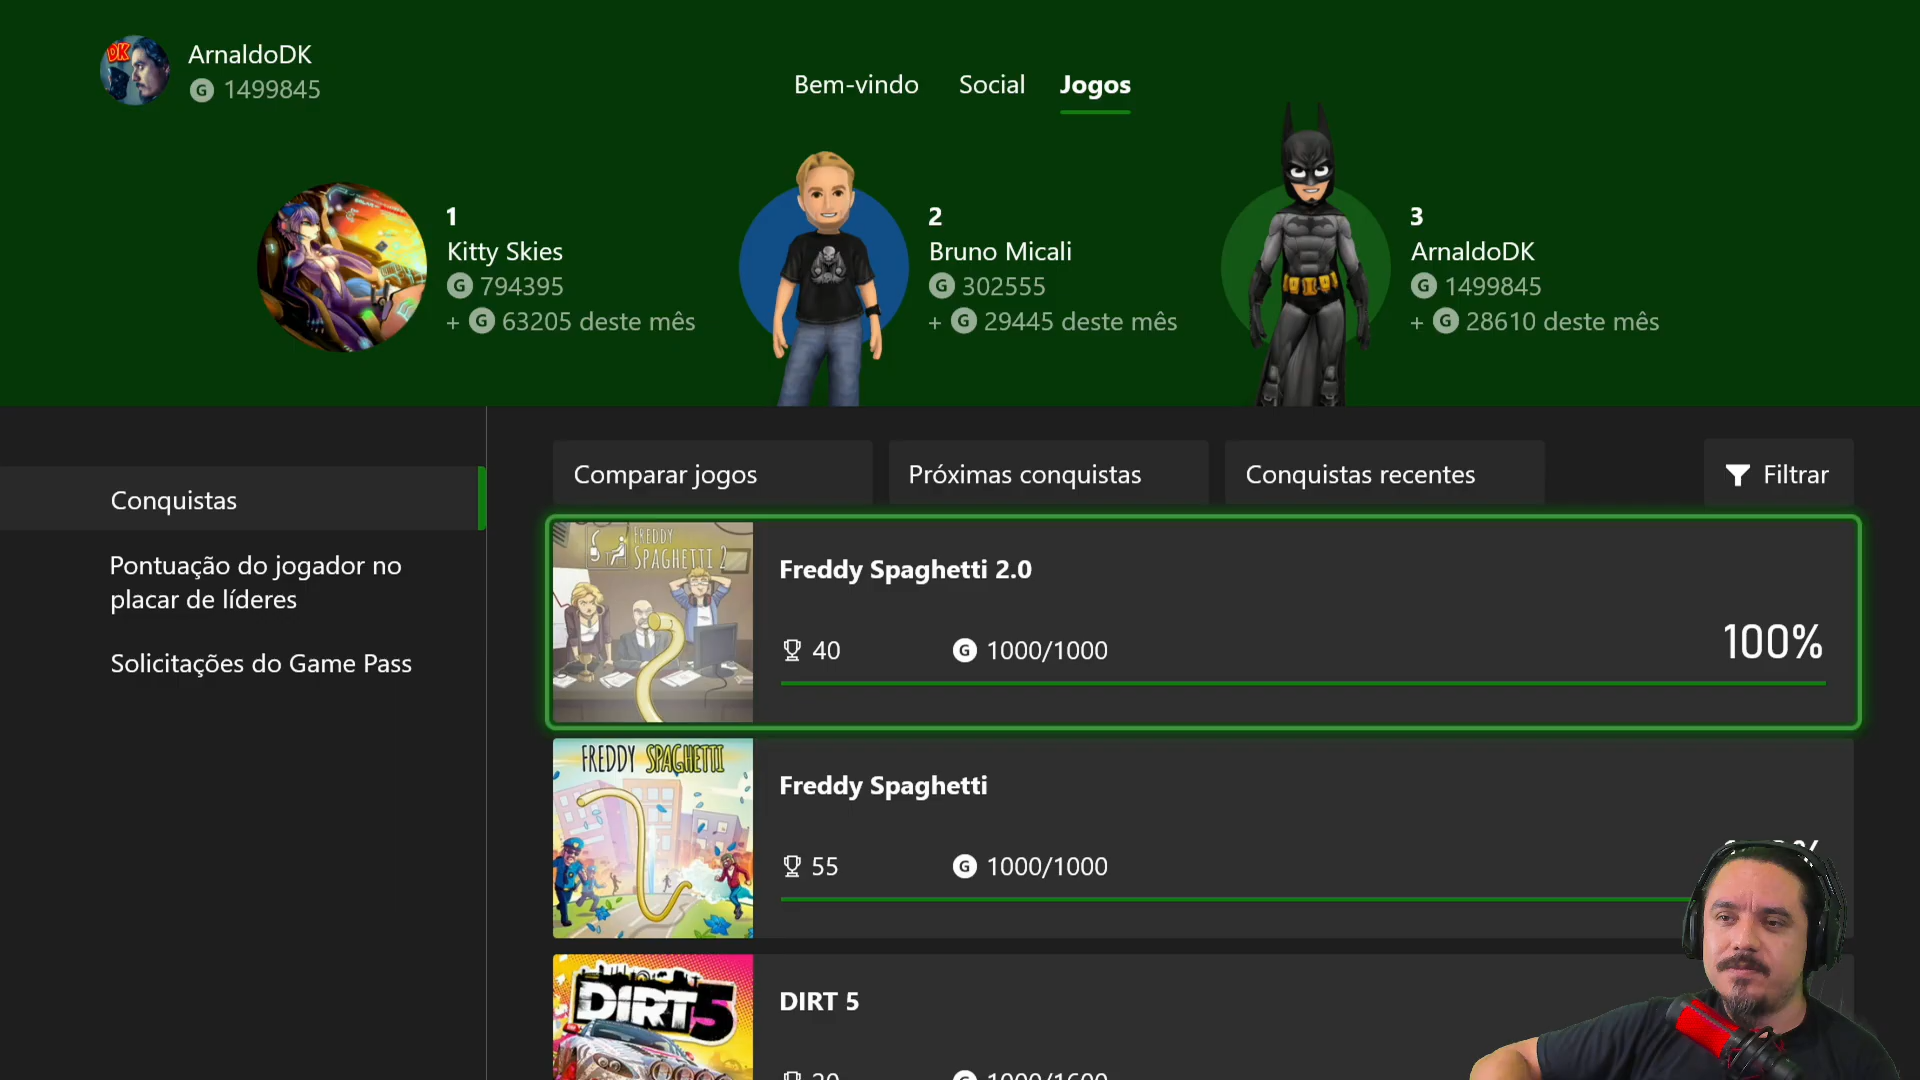 DK
ArnaldoDK
G 1499845
Bem-vindo
Social
Jogos
1
Kitty Skies
G 794395
+ G 63205 deste mês
2
Bruno Micali
G 302555
+ G 29445 deste mês
3
ArnaldoDK
G 1499845
+ G 28610 deste mês
Conquistas
Pontuação do jogador no
placar de líderes
Solicitações do Game Pass
Comparar jogos
Próximas conquistas
Conquistas recentes
Filtrar
FREDDY
SPAGHETTI 2
Freddy Spaghetti 2.0
40
G 1000/1000
100%
FREDDY SPAGHETTI
Freddy Spaghetti
55
G 1000/1000
DIRT 5
DIRT 5